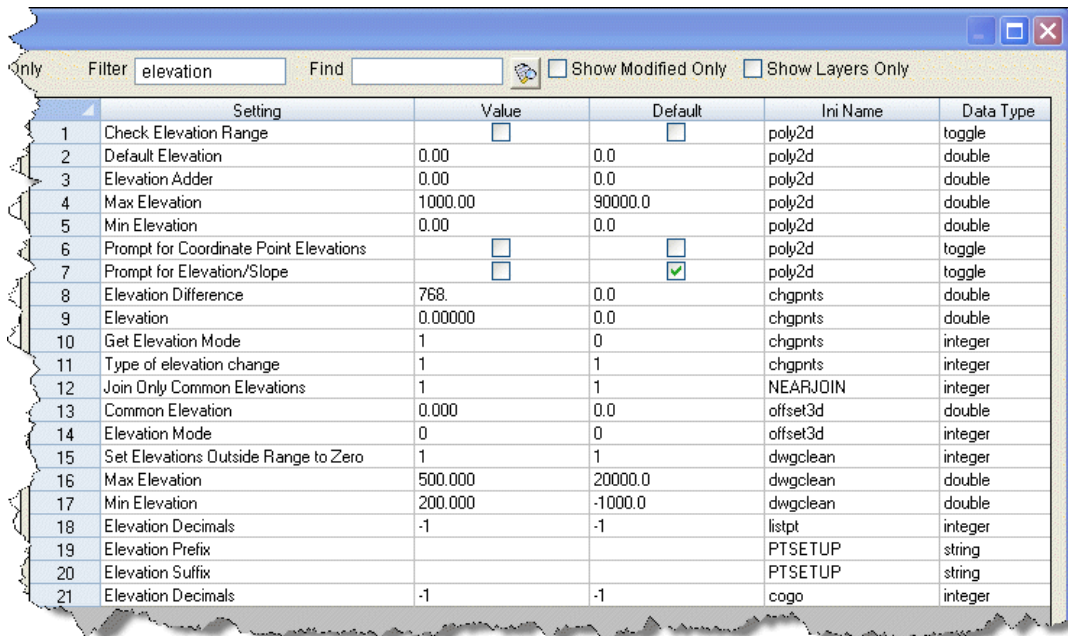 Only Filter elevation Find Show Modified Only Show Layers Only
Setting Value Default Ini Name Data Type
1 Check Elevation Range poly2d toggle
2 Default Elevation 0.00 0.0 poly2d double
3 Elevation Adder 0.00 0.0 poly2d double
4 Max Elevation 1000.00 90000.0 poly2d double
5 Min Elevation 0.00 0.0 poly2d double
6 Prompt for Coordinate Point Elevations poly2d toggle
7 Prompt for Elevation/Slope poly2d toggle
8 Elevation Difference 768. 0.0 chgpnts double
9 Elevation 0.00000 0.0 chgpnts double
10 Get Elevation Mode 1 0 chgpnts integer
11 Type of elevation change 1 1 chgpnts integer
12 Join Only Common Elevations 1 1 NEARJOIN integer
13 Common Elevation 0.000 0.0 offset3d double
14 Elevation Mode 0 0 offset3d integer
15 Set Elevations Outside Range to Zero 1 1 dwgclean integer
16 Max Elevation 500.000 20000.0 dwgclean double
17 Min Elevation 200.000 -1000.0 dwgclean double
18 Elevation Decimals -1 -1 listpt integer
19 Elevation Prefix PTSETUP string
20 Elevation Suffix PTSETUP string
21 Elevation Decimals -1 -1 cogo integer